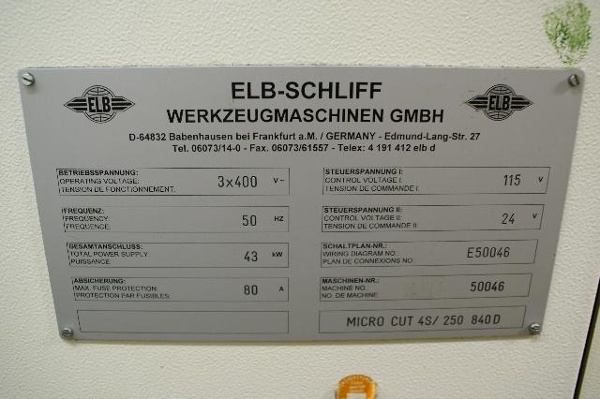 ELB
ELB-SCHLIFF
ELB
WERKZEUGMASCHINEN GMBH
D-64832 Babenhausen bei Frankfurt a.M. / GERMANY - Edmund-Lang-Str. 27
Tel. 06073/14-0 - Fax. 06073/61557 - Telex: 4 191 412 elb d
BETRIEBSSPANNUNG:
OPERATING VOLTAGE: 3x400 V~
TENSION DE FONCTIONNEMENT:
FREQUENZ:
FREQUENCY: 50 HZ
FREQUENCE:
GESAMTANSCHLUSS:
TOTAL POWER SUPPLY: 43 kW
PUISSANCE:
ABSICHERUNG:
MAX. FUSE PROTECTION: 80 A
PROTECTION PAR FUSIBLES:
STEUERSPANNUNG I:
CONTROL VOLTAGE I: 115 V
TENSION DE COMMANDE I:
STEUERSPANNUNG II:
CONTROL VOLTAGE II: 24 V
TENSION DE COMMANDE II:
SCHALTPLAN-NR.:
WIRING DIAGRAM NO.: E50046
PLAN DE CONNEXIONS NO.:
MASCHINEN-NR.:
MACHINE NO.: 50046
NO. DE MACHINE:
MICRO CUT 4S/ 250 840 D